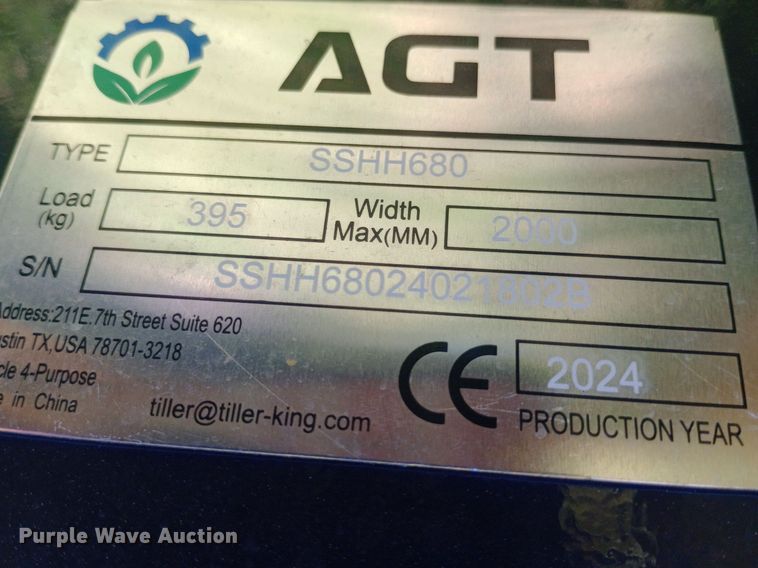 AGT
TYPE SSHH680
Load (kg) 395 Width Max(MM) 2000
S/N SSHH68024021802B
Address:211E.7th Street Suite 620
ustin TX,USA 78701-3218
cle 4-Purpose
e in China
tiller@tiller-king.com
CE 2024
PRODUCTION YEAR
Purple Wave Auction